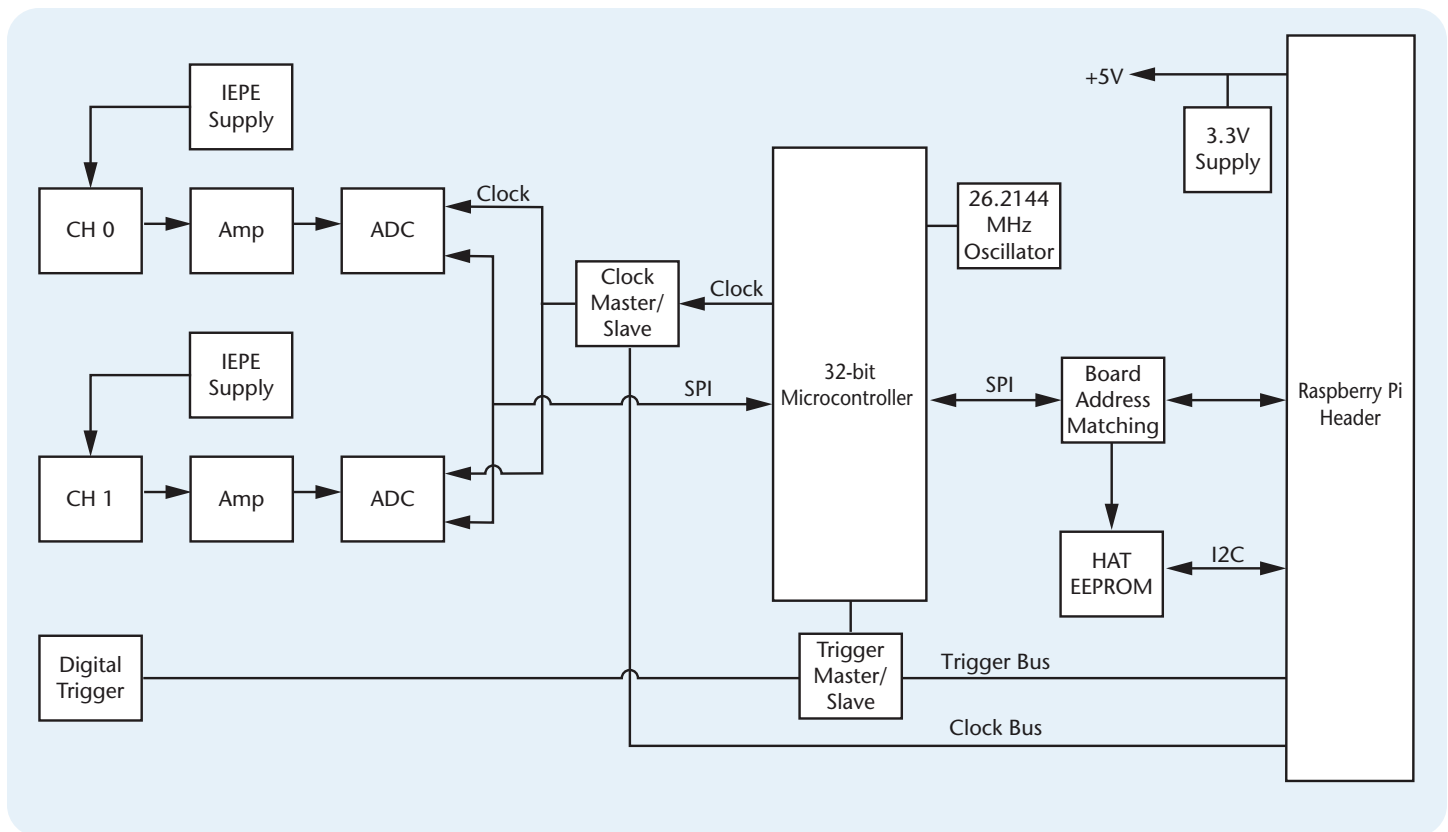 IEPE
Supply
CH 0
Amp
ADC
Clock
IEPE
Supply
CH 1
Amp
ADC
Clock
Master/
Slave
Clock
SPI
32-bit
Microcontroller
26.2144
MHz
Oscillator
+5V
3.3V
Supply
SPI
Board
Address
Matching
Raspberry Pi
Header
HAT
EEPROM
I2C
Digital
Trigger
Trigger
Master/
Slave
Trigger Bus
Clock Bus